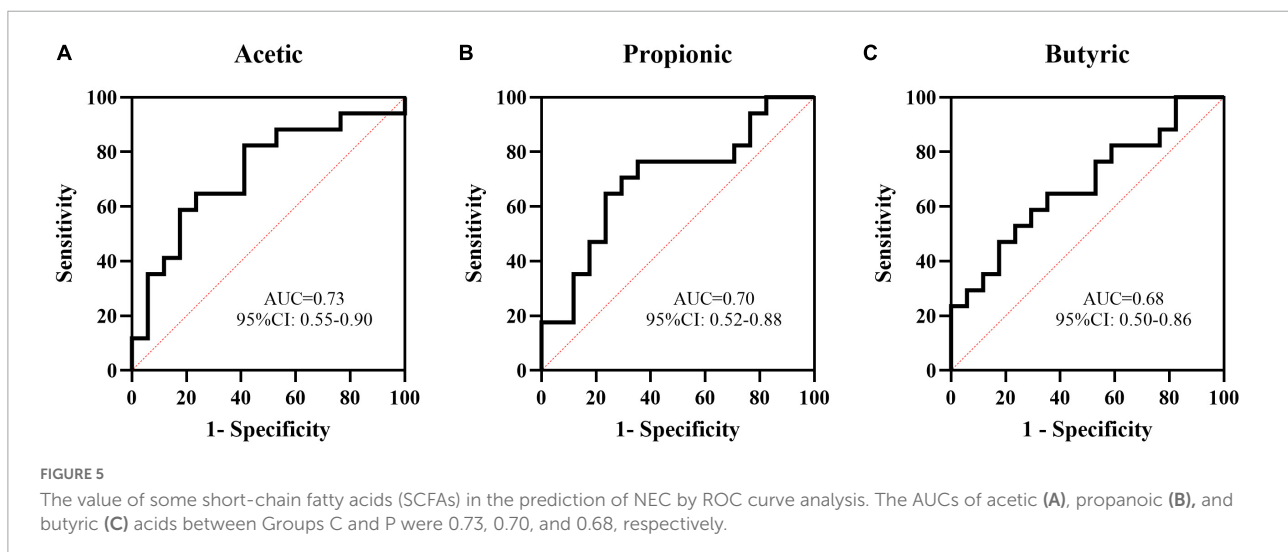 A
Acetic
Sensitivity
100
80
60
40
20
0
AUC=0.73
95%CI: 0.55-0.90
0 20 40 60 80 100
1- Specificity
B
Propionic
Sensitivity
100
80
60
40
20
0
AUC=0.70
95%CI: 0.52-0.88
0 20 40 60 80 100
1- Specificity
C
Butyric
Sensitivity
100
80
60
40
20
0
AUC=0.68
95%CI: 0.50-0.86
0 20 40 60 80 100
1 - Specificity
FIGURE 5
The value of some short-chain fatty acids (SCFAs) in the prediction of NEC by ROC curve analysis. The AUCs of acetic (A), propanoic (B), and
butyric (C) acids between Groups C and P were 0.73, 0.70, and 0.68, respectively.